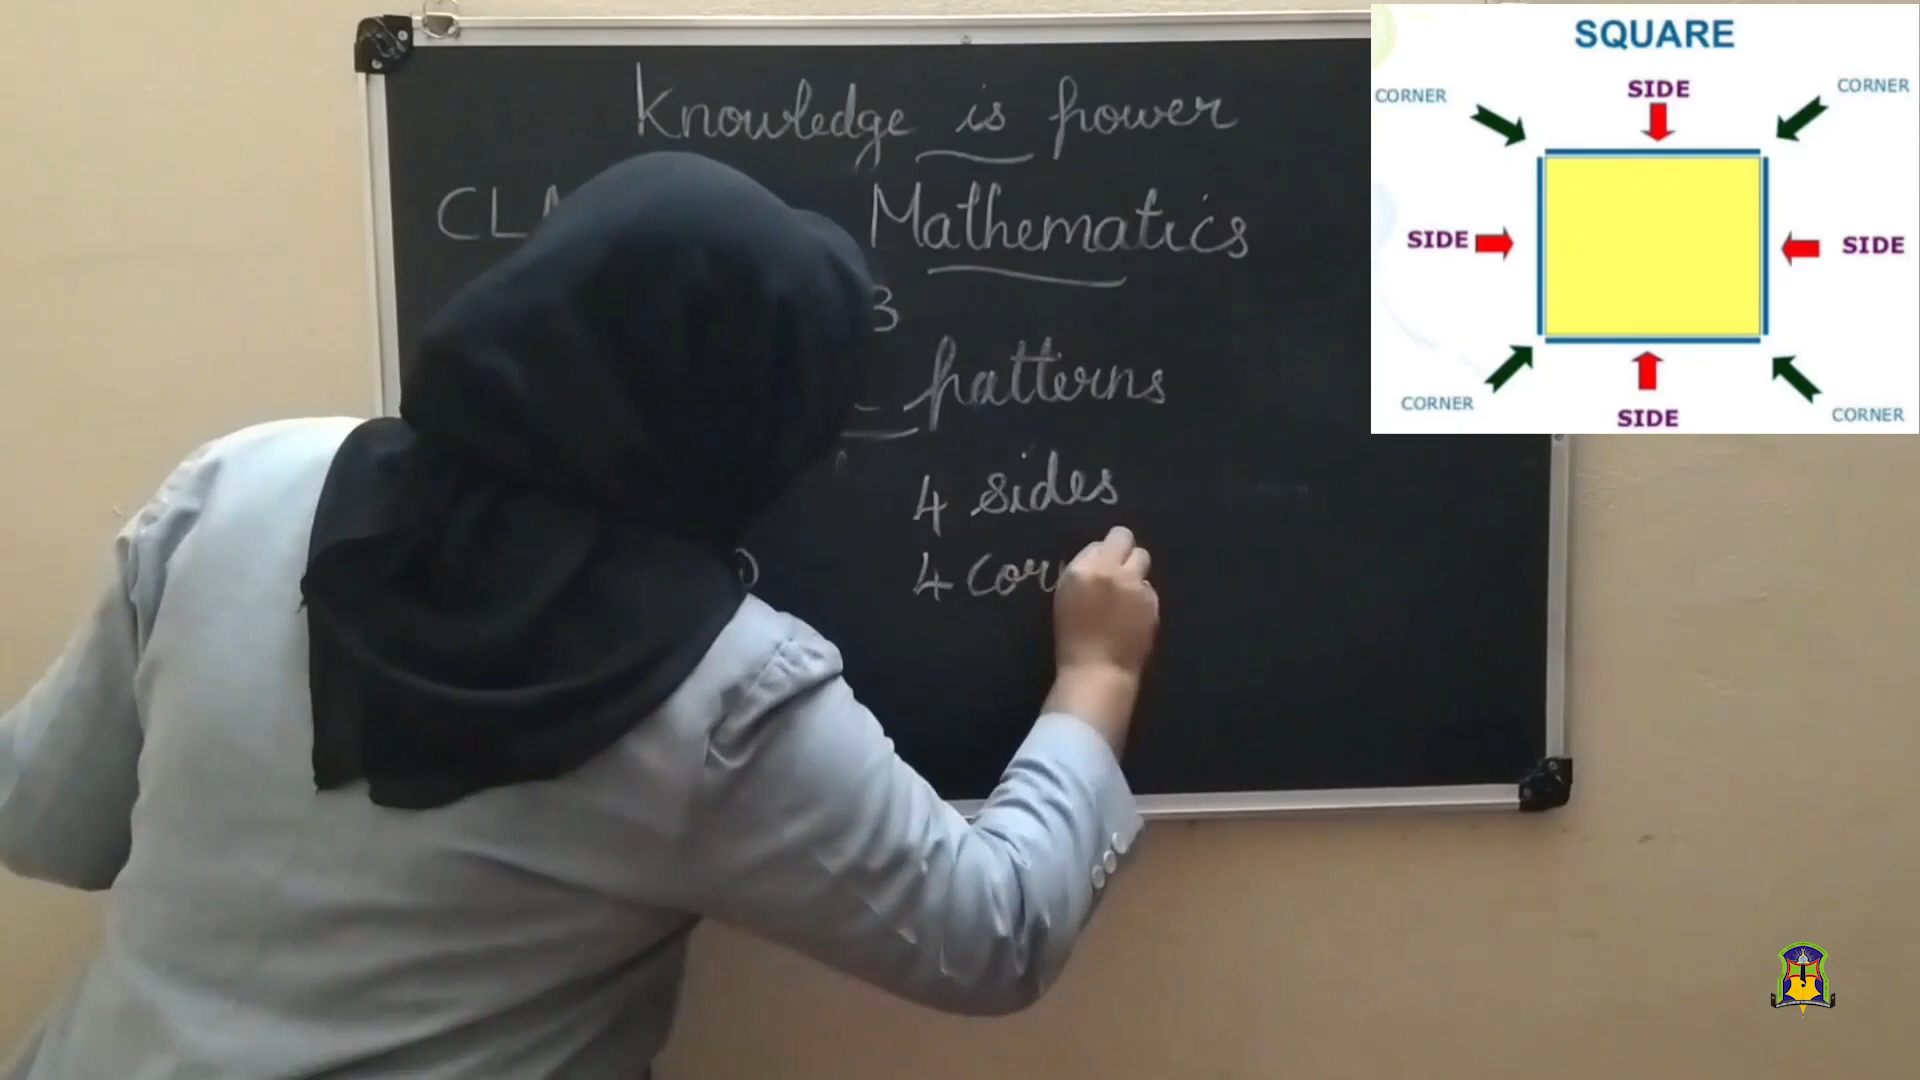 Knowledge is power
Mathematics
3
patterns
4 sides
4 cor
SQUARE
SIDE
CORNER
CORNER
SIDE
SIDE
CORNER
SIDE
CORNER